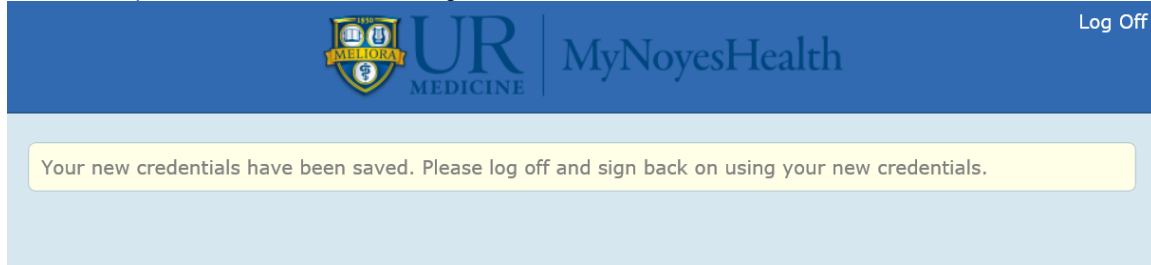 Log Off
1850
MELIORA
UR
MEDICINE
MyNoyesHealth
Your new credentials have been saved. Please log off and sign back on using your new credentials.